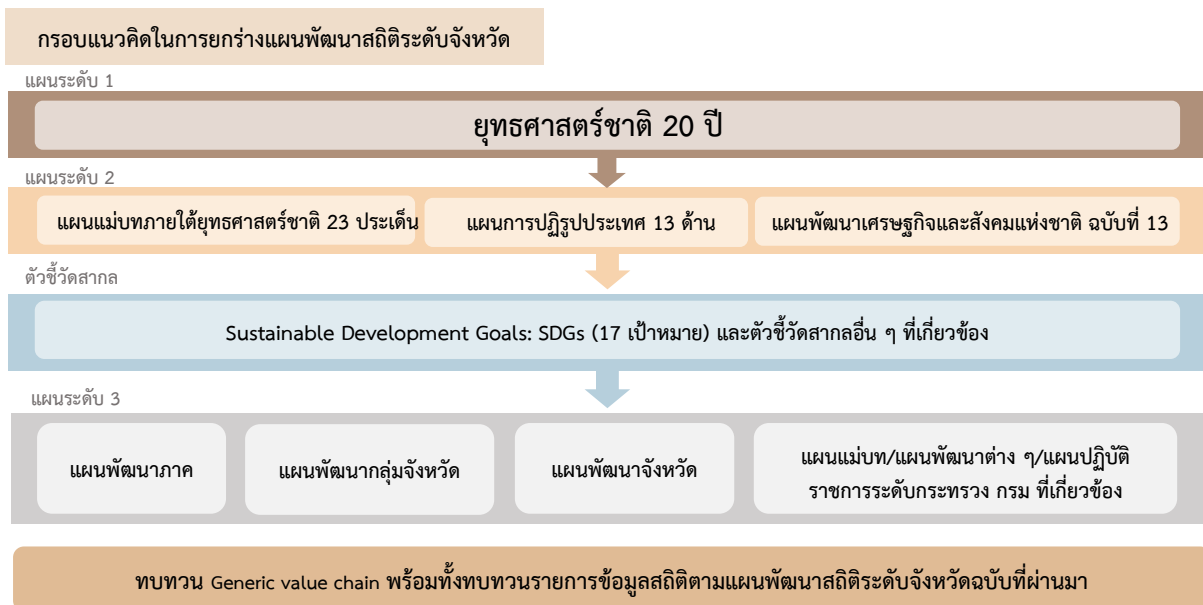 กรอบแนวคิดในการยกร่างแผนพัฒนาสถิติระดับจังหวัด
แผนระดับ 1
ยุทธศาสตร์ชาติ 20 ปี
แผนระดับ 2
แผนแม่บทภายใต้ยุทธศาสตร์ชาติ 23 ประเด็น
แผนการปฏิรูปประเทศ 13 ด้าน
แผนพัฒนาเศรษฐกิจและสังคมแห่งชาติ ฉบับที่ 13
ตัวชี้วัดสากล
Sustainable Development Goals: SDGs (17 เป้าหมาย) และตัวชี้วัดสากลอื่น ๆ ที่เกี่ยวข้อง
แผนระดับ 3
แผนพัฒนาภาค
แผนพัฒนากลุ่มจังหวัด
แผนพัฒนาจังหวัด
แผนแม่บท/แผนพัฒนาต่าง ๆ/แผนปฏิบัติ
ราชการระดับกระทรวง กรม ที่เกี่ยวข้อง
ทบทวน Generic value chain พร้อมทั้งทบทวนรายการข้อมูลสถิติตามแผนพัฒนาสถิติระดับจังหวัดฉบับที่ผ่านมา